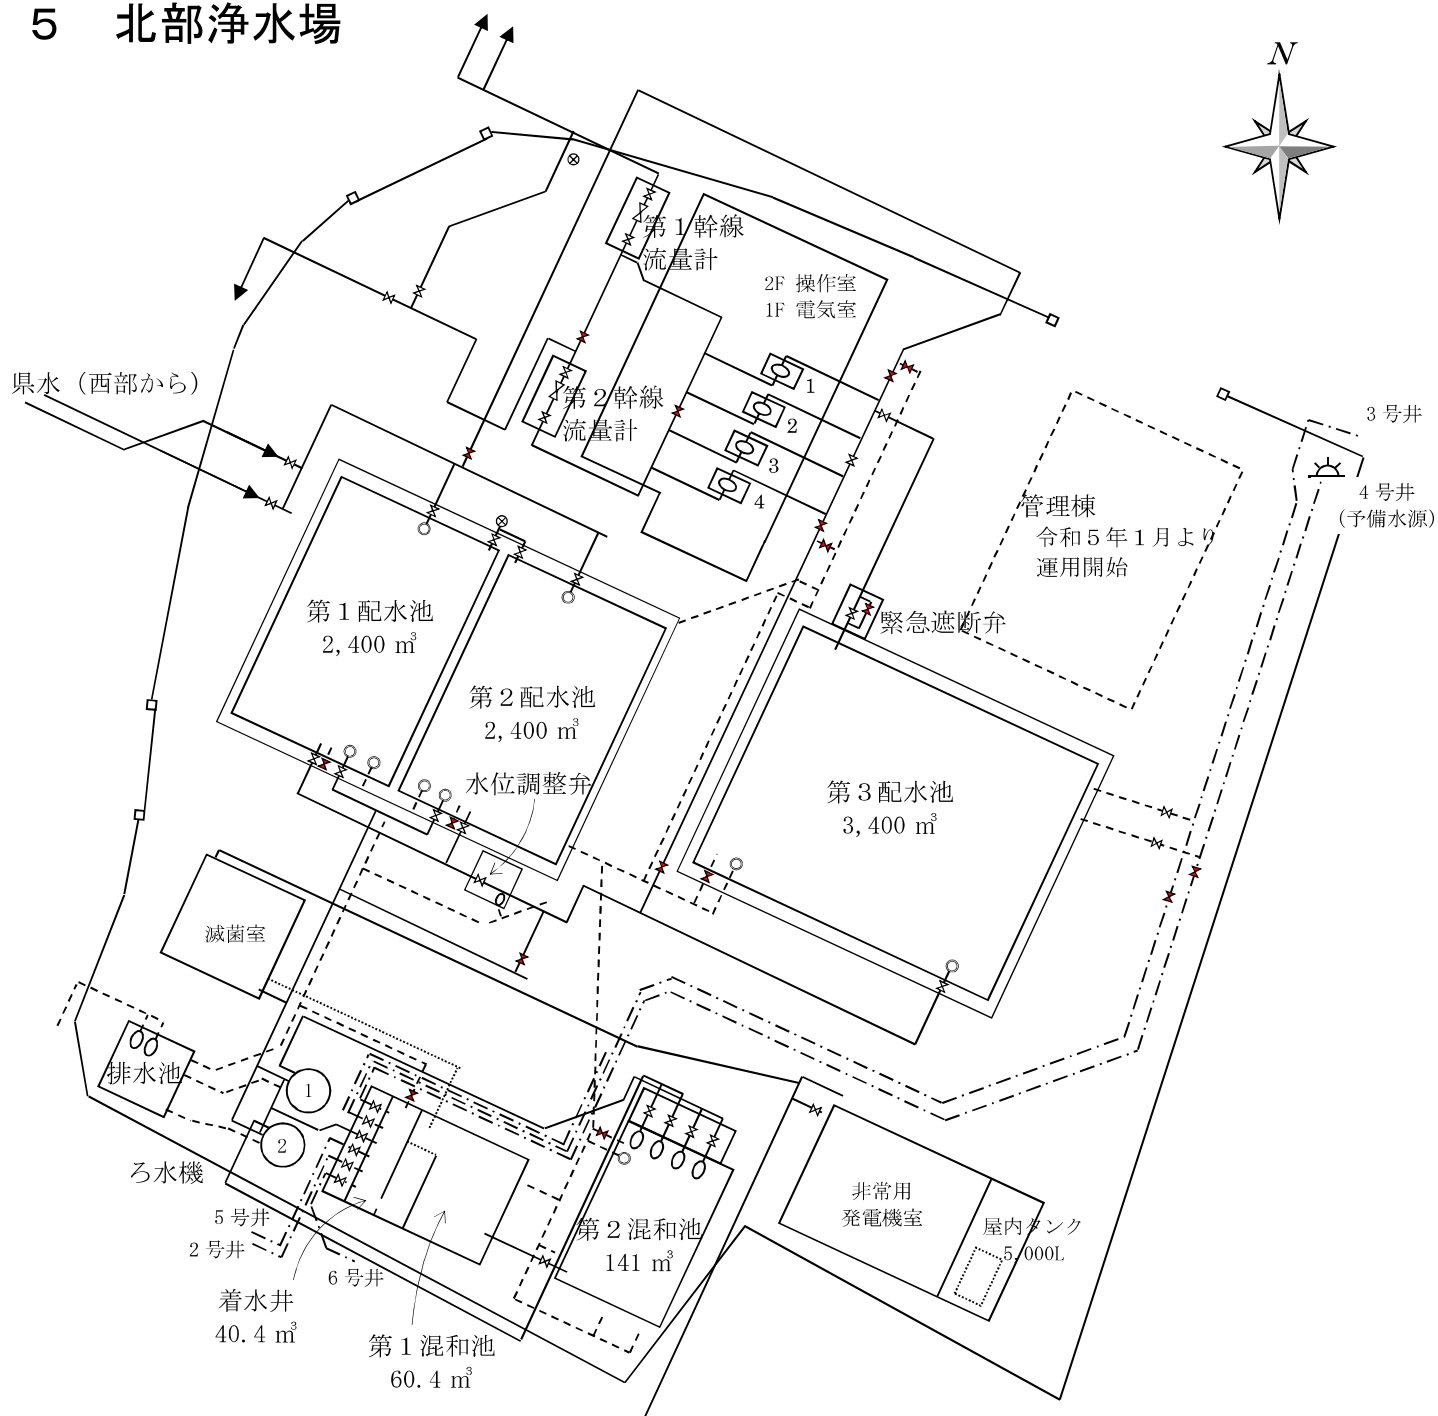 ５　北部浄水場
N
第１幹線
流量計
2F 操作室
1F 電気室
県水（西部から）
第２幹線
流量計
1
2
3
4
３号井
４号井
（予備水源）
管理棟
令和５年１月より
運用開始
第１配水池
2,400 ㎥
緊急遮断弁
第２配水池
2,400 ㎥
水位調整弁
第３配水池
3,400 ㎥
滅菌室
排水池
1
2
ろ水機
５号井
２号井
６号井
着水井
40.4 ㎥
第１混和池
60.4 ㎥
第２混和池
141 ㎥
非常用
発電機室
屋内タンク
5,000L